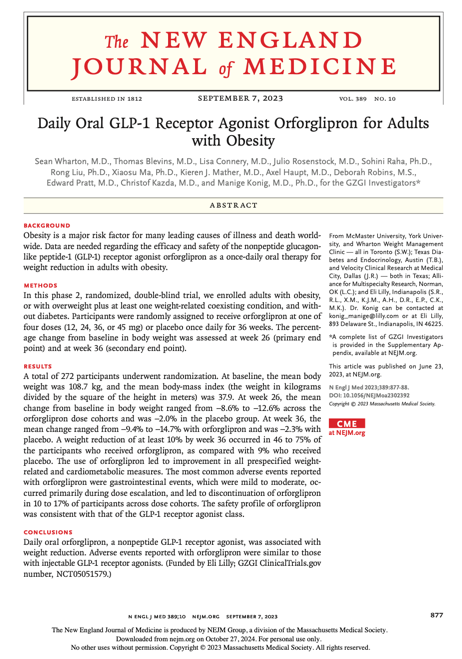 The NEW ENGLAND
JOURNAL of MEDICINE
ESTABLISHED IN 1812
SEPTEMBER 7, 2023
VOL. 389 NO. 10
Daily Oral GLP-1 Receptor Agonist Orforglipron for Adults
with Obesity
Sean Wharton, M.D., Thomas Blevins, M.D., Lisa Connery, M.D., Julio Rosenstock, M.D., Sohini Raha, Ph.D.,
Rong Liu, Ph.D., Xiaosu Ma, Ph.D., Kieren J. Mather, M.D., Axel Haupt, M.D., Deborah Robins, M.S.,
Edward Pratt, M.D., Christof Kazda, M.D., and Manige Konig, M.D., Ph.D., for the GZGI Investigators*
ABSTRACT
BACKGROUND
Obesity is a major risk factor for many leading causes of illness and death world-
wide. Data are needed regarding the efficacy and safety of the nonpeptide glucagon-
like peptide-1 (GLP-1) receptor agonist orforglipron as a once-daily oral therapy for
weight reduction in adults with obesity.
METHODS
In this phase 2, randomized, double-blind trial, we enrolled adults with obesity,
or with overweight plus at least one weight-related coexisting condition, and with-
out diabetes. Participants were randomly assigned to receive orforglipron at one of
four doses (12, 24, 36, or 45 mg) or placebo once daily for 36 weeks. The percent-
age change from baseline in body weight was assessed at week 26 (primary end
point) and at week 36 (secondary end point).
RESULTS
A total of 272 participants underwent randomization. At baseline, the mean body
weight was 108.7 kg, and the mean body-mass index (the weight in kilograms
divided by the square of the height in meters) was 37.9. At week 26, the mean
change from baseline in body weight ranged from −8.6% to −12.6% across the
orforglipron dose cohorts and was −2.0% in the placebo group. At week 36, the
mean change ranged from −9.4% to −14.7% with orforglipron and was −2.3% with
placebo. A weight reduction of at least 10% by week 36 occurred in 46 to 75% of
the participants who received orforglipron, as compared with 9% who received
placebo. The use of orforglipron led to improvement in all prespecified weight-
related and cardiometabolic measures. The most common adverse events reported
with orforglipron were gastrointestinal events, which were mild to moderate, oc-
curred primarily during dose escalation, and led to discontinuation of orforglipron
in 10 to 17% of participants across dose cohorts. The safety profile of orforglipron
was consistent with that of the GLP-1 receptor agonist class.
CONCLUSIONS
Daily oral orforglipron, a nonpeptide GLP-1 receptor agonist, was associated with
weight reduction. Adverse events reported with orforglipron were similar to those
with injectable GLP-1 receptor agonists. (Funded by Eli Lilly; GZGI ClinicalTrials.gov
number, NCT05051579.)
From McMaster University, York Univer-
sity, and Wharton Weight Management
Clinic — all in Toronto (S.W.); Texas Dia-
betes and Endocrinology, Austin (T.B.),
and Velocity Clinical Research at Medical
City, Dallas (J.R.) — both in Texas; Alli-
ance for Multispecialty Research, Norman,
OK (L.C.); and Eli Lilly, Indianapolis (S.R.,
R.L., X.M., K.J.M., A.H., D.R., E.P., C.K.,
M.K.). Dr. Konig can be contacted at
konig_manige@lilly.com or at Eli Lilly,
893 Delaware St., Indianapolis, IN 46225.
*A complete list of GZGI Investigators
is provided in the Supplementary Ap-
pendix, available at NEJM.org.
This article was published on June 23,
2023, at NEJM.org.
N Engl J Med 2023;389:877-88.
DOI: 10.1056/NEJMoa2302392
Copyright © 2023 Massachusetts Medical Society.
CME
at NEJM.org
N ENGL J MED 389;10 NEJM.ORG SEPTEMBER 7, 2023
877
The New England Journal of Medicine is produced by NEJM Group, a division of the Massachusetts Medical Society.
Downloaded from nejm.org on October 27, 2024. For personal use only.
No other uses without permission. Copyright © 2023 Massachusetts Medical Society. All rights reserved.